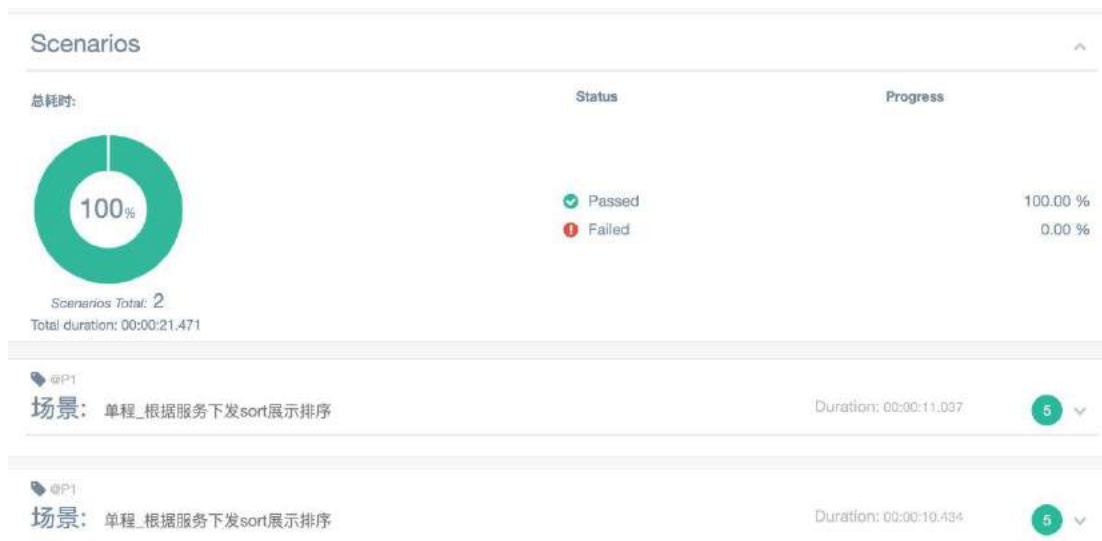 Scenarios
总耗时:
Status
Progress
100%
Passed
100.00 %
Failed
0.00 %
Scenarios Total: 2
Total duration: 00:00:21.471
@P1
场景: 单程_根据服务下发sort展示排序
Duration: 00:00:11.037
5
@P1
场景: 单程_根据服务下发sort展示排序
Duration: 00:00:10.434
5